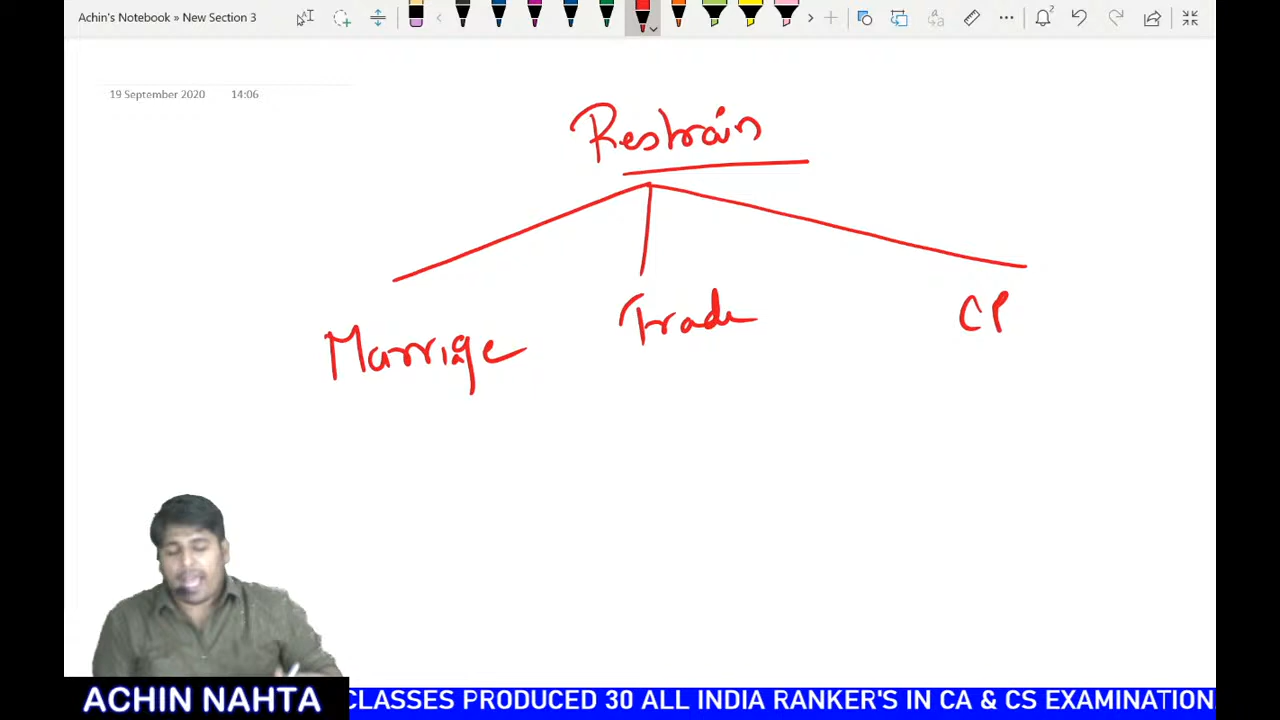 Achin's Notebook » New Section 3
19 September 2020 14:06
Restrain
Marrige
Trade
CP
ACHIN NAHTA
CLASSES PRODUCED 30 ALL INDIA RANKER'S IN CA & CS EXAMINATION